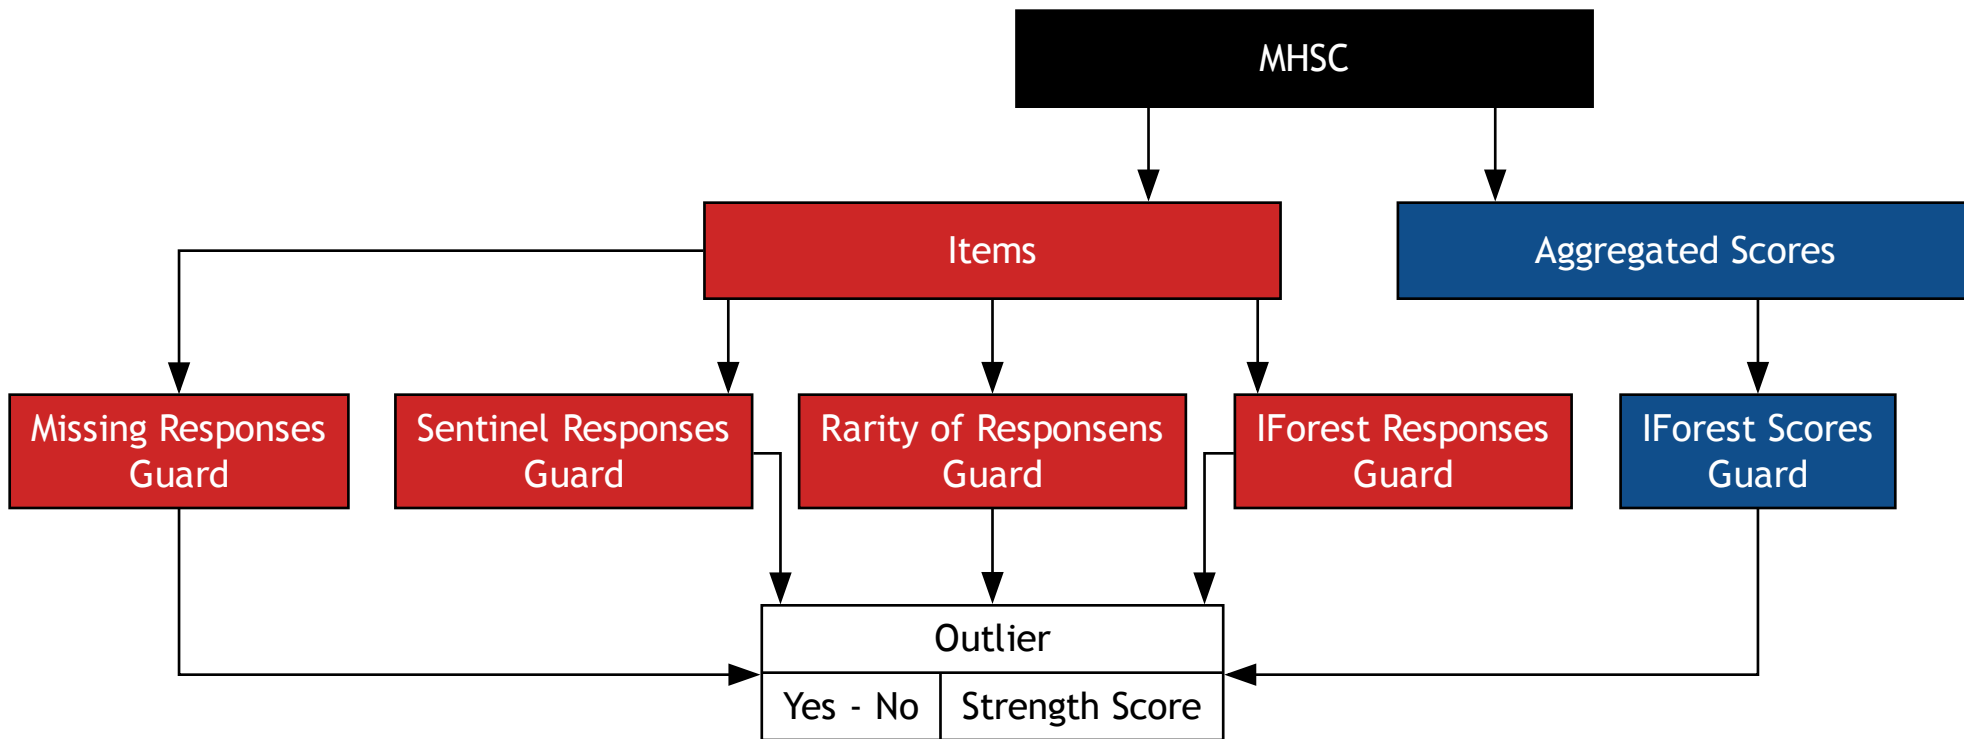 MHSC
Items
Aggregated Scores
Missing Responses
Guard
Sentinel Responses
Guard
Rarity of Responsens
Guard
IForest Responses
Guard
IForest Scores
Guard
Outlier
Yes - No
Strength Score